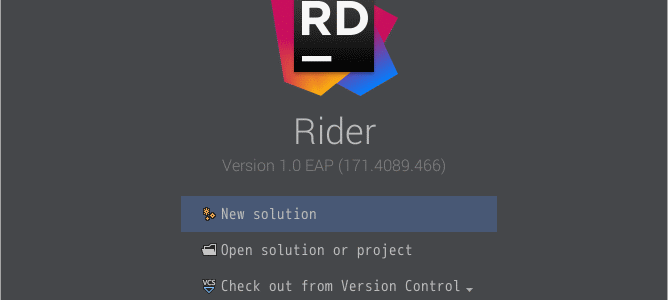 RD
Rider
Version 1.0 EAP (171.4089.466)
New solution
Open solution or project
VCS
Check out from Version Control